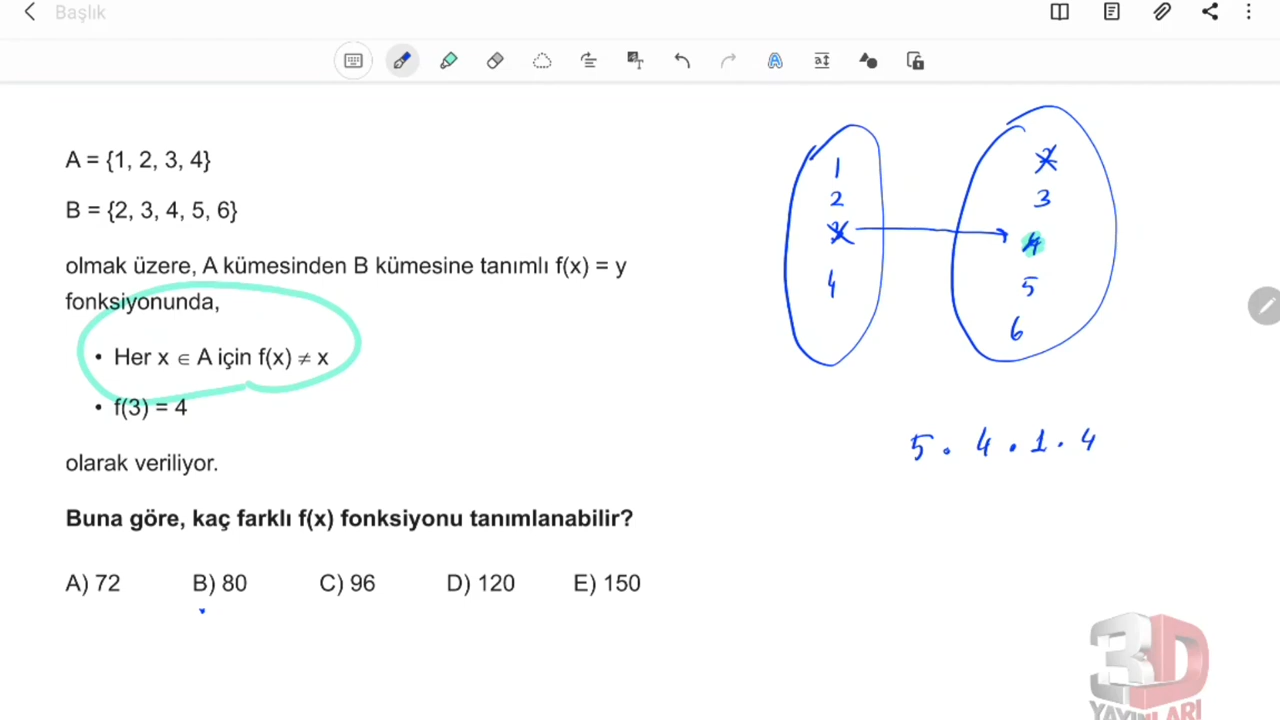 Başlık
A = {1, 2, 3, 4}
B = {2, 3, 4, 5, 6}
olmak üzere, A kümesinden B kümesine tanımlı f(x) = y
fonksiyonunda,
• Her x ∈ A için f(x) ≠ x
• f(3) = 4
olarak veriliyor.
Buna göre, kaç farklı f(x) fonksiyonu tanımlanabilir?
A) 72 B) 80 C) 96 D) 120 E) 150
1
2
3
4
2
3
4
5
6
5 . 4 . 1 . 4
3D
YAYINLARI